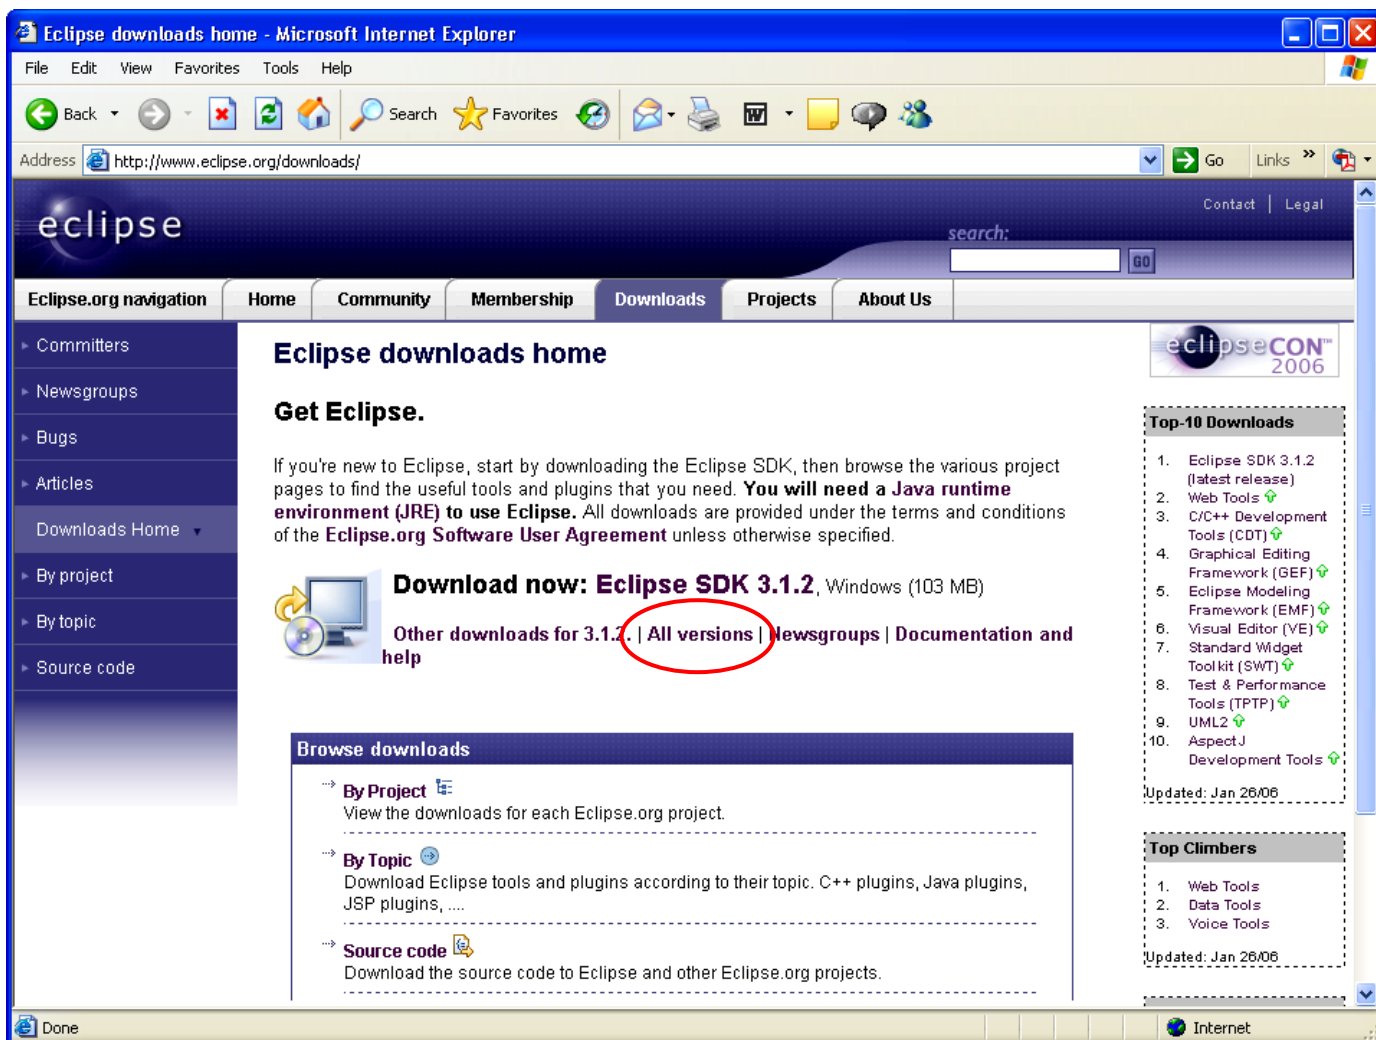 Eclipse downloads home - Microsoft Internet Explorer
File Edit View Favorites Tools Help
Back Search Favorites
Address http://www.eclipse.org/downloads/ Go Links »
eclipse
Contact | Legal
search:
GO
Eclipse.org navigation Home Community Membership Downloads Projects About Us
Committers
Newsgroups
Bugs
Articles
Downloads Home
By project
By topic
Source code
Eclipse downloads home
Get Eclipse.
If you're new to Eclipse, start by downloading the Eclipse SDK, then browse the various project
pages to find the useful tools and plugins that you need. You will need a Java runtime
environment (JRE) to use Eclipse. All downloads are provided under the terms and conditions
of the Eclipse.org Software User Agreement unless otherwise specified.
Download now: Eclipse SDK 3.1.2, Windows (103 MB)
Other downloads for 3.1.2. | All versions | Newsgroups | Documentation and
help
Browse downloads
By Project
View the downloads for each Eclipse.org project.
By Topic
Download Eclipse tools and plugins according to their topic. C++ plugins, Java plugins,
JSP plugins, ....
Source code
Download the source code to Eclipse and other Eclipse.org projects.
eclipseCON™
2006
Top-10 Downloads
1. Eclipse SDK 3.1.2
(latest release)
2. Web Tools
3. C/C++ Development
Tools (CDT)
4. Graphical Editing
Framework (GEF)
5. Eclipse Modeling
Framework (EMF)
6. Visual Editor (VE)
7. Standard Widget
Toolkit (SWT)
8. Test & Performance
Tools (TPTP)
9. UML2
10. AspectJ
Development Tools
Updated: Jan 26/06
Top Climbers
1. Web Tools
2. Data Tools
3. Voice Tools
Updated: Jan 26/06
Done Internet